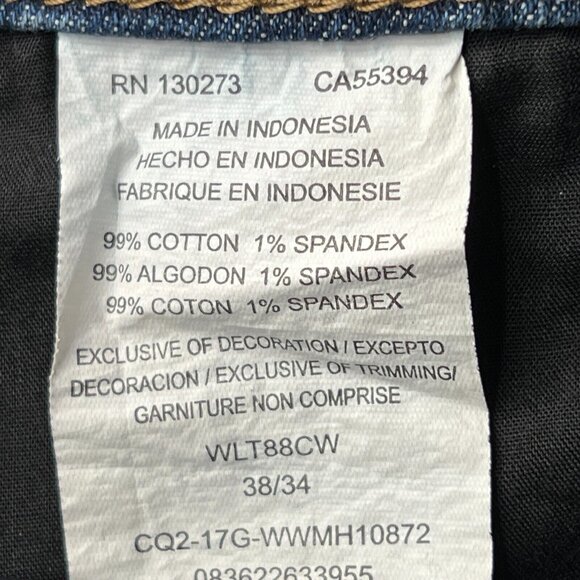 RN 130273 CA55394
MADE IN INDONESIA
HECHO EN INDONESIA
FABRIQUE EN INDONESIE
99% COTTON 1% SPANDEX
99% ALGODON 1% SPANDEX
99% COTON 1% SPANDEX
EXCLUSIVE OF DECORATION / EXCEPTO
DECORACION / EXCLUSIVE OF TRIMMING/
GARNITURE NON COMPRISE
WLT88CW
38/34
CQ2-17G-WWMH10872
083622633955